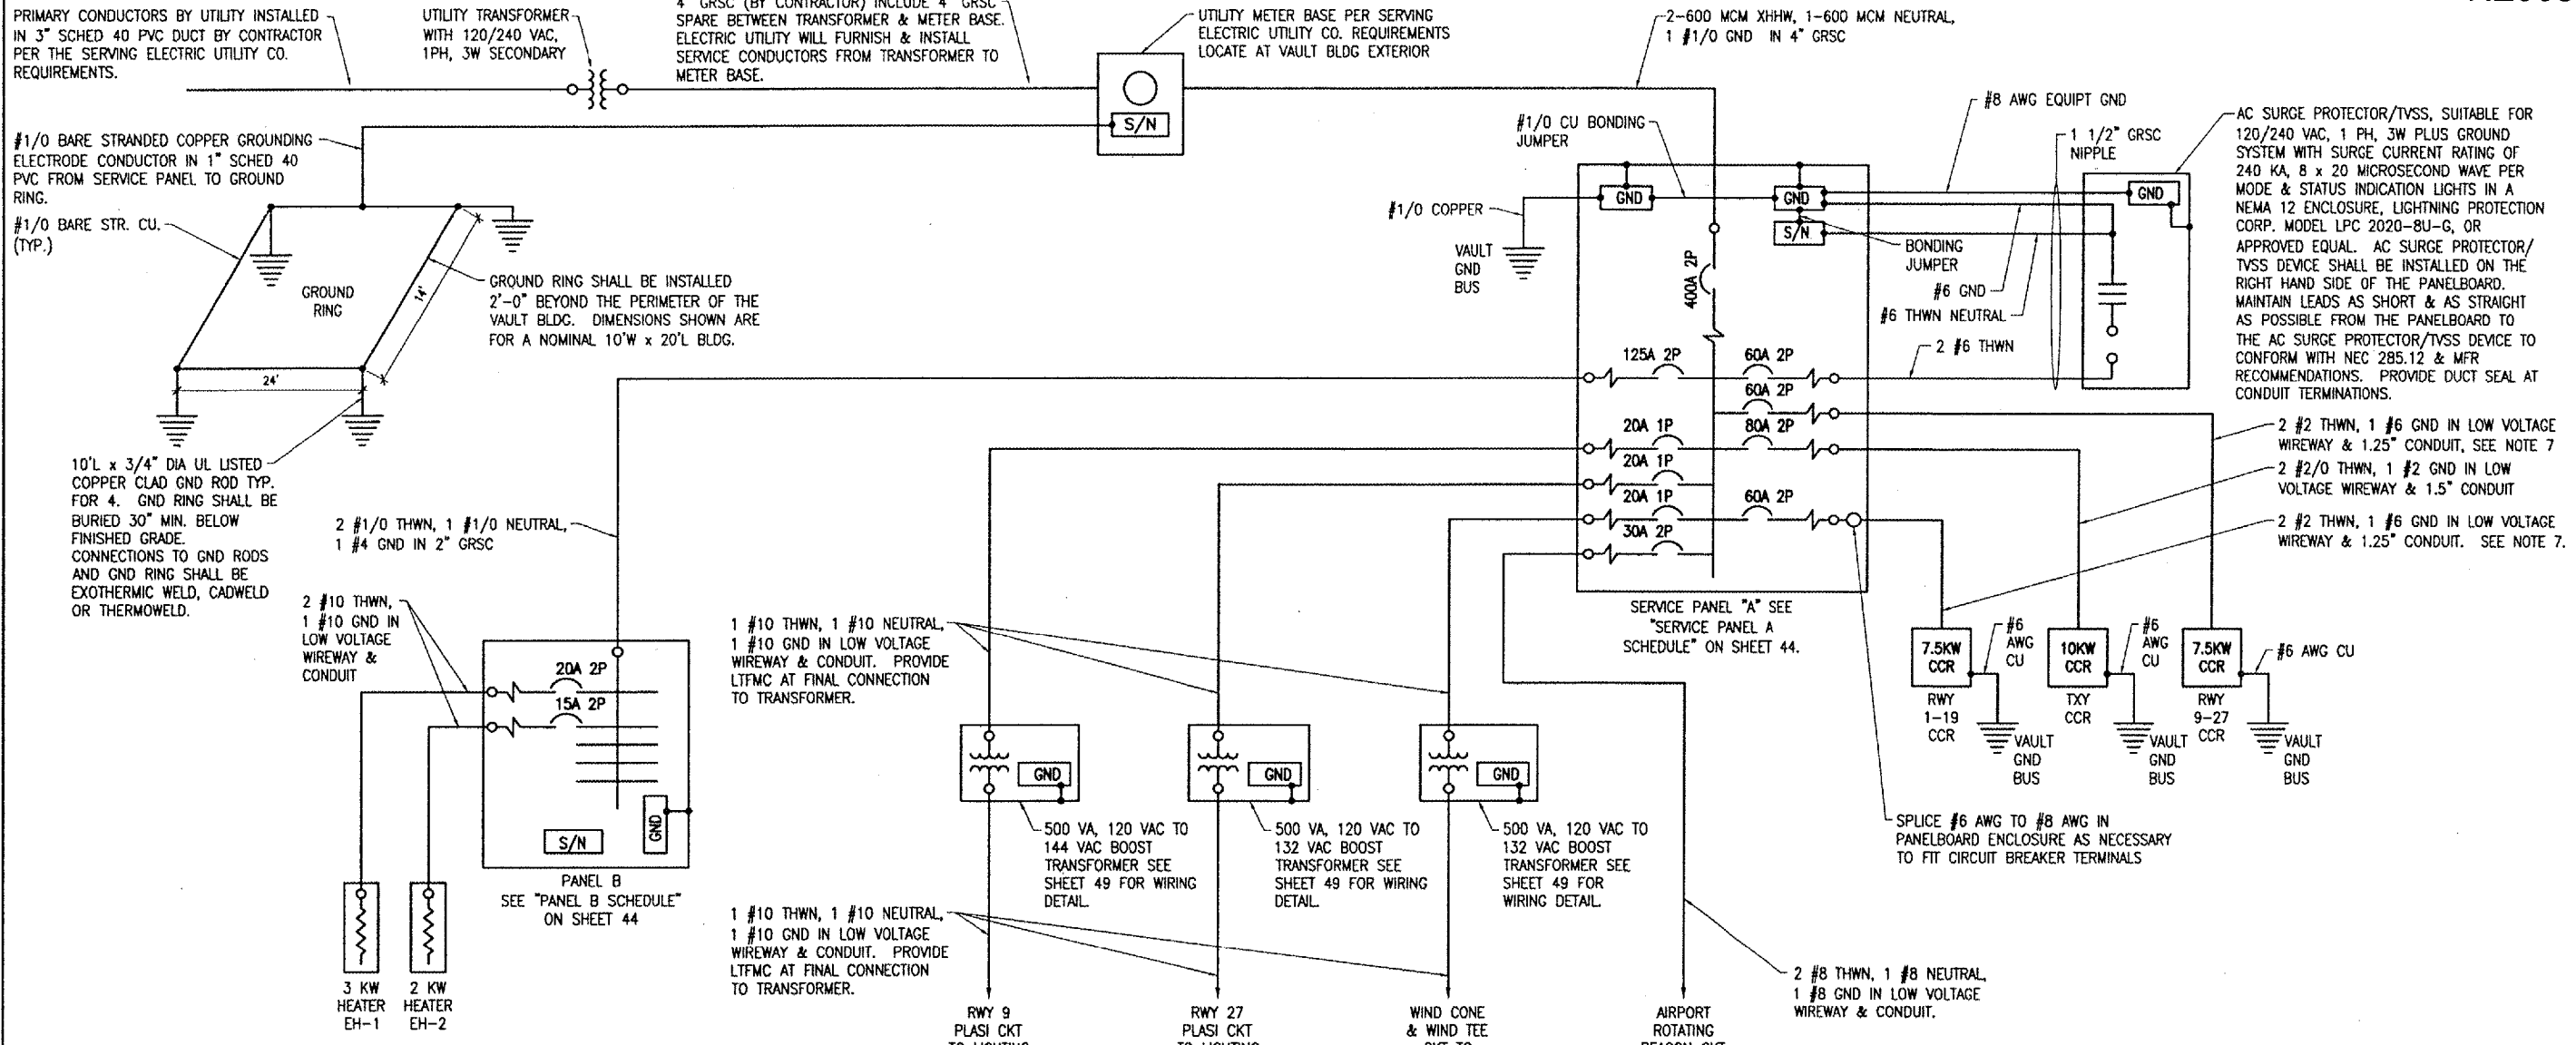 PRIMARY CONDUCTORS BY UTILITY INSTALLED
IN 3" SCHED 40 PVC DUCT BY CONTRACTOR
PER THE SERVING ELECTRIC UTILITY CO.
REQUIREMENTS.
UTILITY TRANSFORMER
WITH 120/240 VAC,
1PH, 3W SECONDARY
4" GRSC (BY CONTRACTOR) INCLUDE 4" GRSC
SPARE BETWEEN TRANSFORMER & METER BASE.
ELECTRIC UTILITY WILL FURNISH & INSTALL
SERVICE CONDUCTORS FROM TRANSFORMER TO
METER BASE.
UTILITY METER BASE PER SERVING
ELECTRIC UTILITY CO. REQUIREMENTS
LOCATE AT VAULT BLDG EXTERIOR
S/N
2-600 MCM XHHW, 1-600 MCM NEUTRAL,
1 #1/0 GND IN 4" GRSC
#1/0 BARE STRANDED COPPER GROUNDING
ELECTRODE CONDUCTOR IN 1" SCHED 40
PVC FROM SERVICE PANEL TO GROUND
RING.
#1/0 BARE STR. CU.
(TYP.)
GROUND
RING
14'
24'
GROUND RING SHALL BE INSTALLED
2'-0" BEYOND THE PERIMETER OF THE
VAULT BLDG. DIMENSIONS SHOWN ARE
FOR A NOMINAL 10'W x 20'L BLDG.
10'L x 3/4" DIA UL LISTED
COPPER CLAD GND ROD TYP.
FOR 4. GND RING SHALL BE
BURIED 30" MIN. BELOW
FINISHED GRADE.
CONNECTIONS TO GND RODS
AND GND RING SHALL BE
EXOTHERMIC WELD, CADWELD
OR THERMOWELD.
#1/0 CU BONDING
JUMPER
#1/0 COPPER
VAULT
GND
BUS
GND
GND
S/N
400A 2P
#8 AWG EQUIPT GND
1 1/2" GRSC
NIPPLE
GND
BONDING
JUMPER
#6 GND
#6 THWN NEUTRAL
2 #6 THWN
AC SURGE PROTECTOR/TVSS, SUITABLE FOR
120/240 VAC, 1 PH, 3W PLUS GROUND
SYSTEM WITH SURGE CURRENT RATING OF
240 KA, 8 x 20 MICROSECOND WAVE PER
MODE & STATUS INDICATION LIGHTS IN A
NEMA 12 ENCLOSURE, LIGHTNING PROTECTION
CORP. MODEL LPC 2020-8U-G, OR
APPROVED EQUAL. AC SURGE PROTECTOR/
TVSS DEVICE SHALL BE INSTALLED ON THE
RIGHT HAND SIDE OF THE PANELBOARD.
MAINTAIN LEADS AS SHORT & AS STRAIGHT
AS POSSIBLE FROM THE PANELBOARD TO
THE AC SURGE PROTECTOR/TVSS DEVICE TO
CONFORM WITH NEC 285.12 & MFR
RECOMMENDATIONS. PROVIDE DUCT SEAL AT
CONDUIT TERMINATIONS.
125A 2P
60A 2P
60A 2P
20A 1P
80A 2P
20A 1P
20A 1P
60A 2P
30A 2P
SERVICE PANEL "A" SEE
"SERVICE PANEL A
SCHEDULE" ON SHEET 44.
2 #2 THWN, 1 #6 GND IN LOW VOLTAGE
WIREWAY & 1.25" CONDUIT, SEE NOTE 7
2 #2/0 THWN, 1 #2 GND IN LOW
VOLTAGE WIREWAY & 1.5" CONDUIT
2 #2 THWN, 1 #6 GND IN LOW VOLTAGE
WIREWAY & 1.25" CONDUIT. SEE NOTE 7.
7.5KW
CCR
RWY
1-19
CCR
#6
AWG
CU
VAULT
GND
BUS
10KW
CCR
TXY
CCR
#6
AWG
CU
VAULT
GND
BUS
7.5KW
CCR
RWY
9-27
CCR
#6 AWG CU
VAULT
GND
BUS
SPLICE #6 AWG TO #8 AWG IN
PANELBOARD ENCLOSURE AS NECESSARY
TO FIT CIRCUIT BREAKER TERMINALS
2 #1/0 THWN, 1 #1/0 NEUTRAL,
1 #4 GND IN 2" GRSC
2 #10 THWN,
1 #10 GND IN
LOW VOLTAGE
WIREWAY &
CONDUIT
20A 2P
15A 2P
S/N
GND
PANEL B
SEE "PANEL B SCHEDULE"
ON SHEET 44
3 KW
HEATER
EH-1
2 KW
HEATER
EH-2
1 #10 THWN, 1 #10 NEUTRAL,
1 #10 GND IN LOW VOLTAGE
WIREWAY & CONDUIT. PROVIDE
LTFMC AT FINAL CONNECTION
TO TRANSFORMER.
GND
GND
GND
500 VA, 120 VAC TO
144 VAC BOOST
TRANSFORMER SEE
SHEET 49 FOR WIRING
DETAIL
500 VA, 120 VAC TO
132 VAC BOOST
TRANSFORMER SEE
SHEET 49 FOR WIRING
DETAIL
500 VA, 120 VAC TO
132 VAC BOOST
TRANSFORMER SEE
SHEET 49 FOR
WIRING DETAIL
1 #10 THWN, 1 #10 NEUTRAL,
1 #10 GND IN LOW VOLTAGE
WIREWAY & CONDUIT. PROVIDE
LTFMC AT FINAL CONNECTION
TO TRANSFORMER.
2 #8 THWN, 1 #8 NEUTRAL,
1 #8 GND IN LOW VOLTAGE
WIREWAY & CONDUIT.
RWY 9
PLASI CKT
TO LIGHTING
RWY 27
PLASI CKT
TO LIGHTING
WIND CONE
& WIND TEE
CKT TO
AIRPORT
ROTATING
BEACON CKT